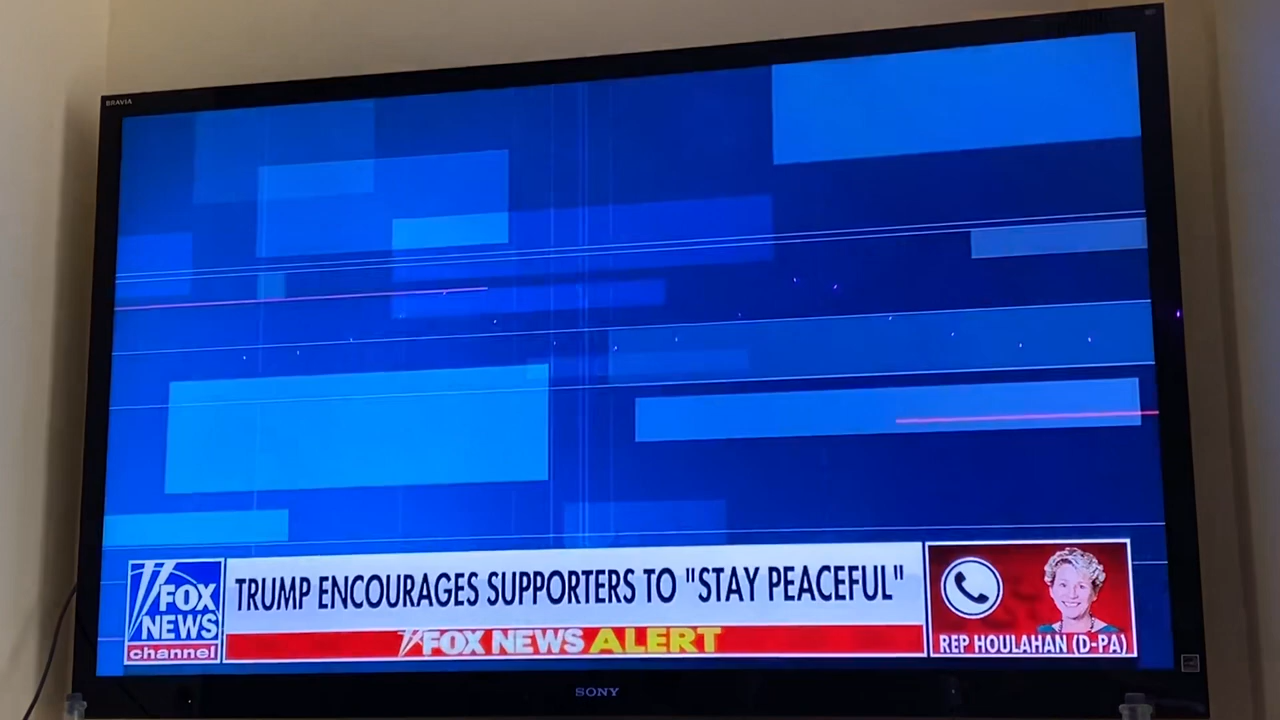 BRAVIA
FOX
NEWS
channel
TRUMP ENCOURAGES SUPPORTERS TO "STAY PEACEFUL"
FOX NEWS ALERT
REP HOULAHAN (D-PA)
SONY